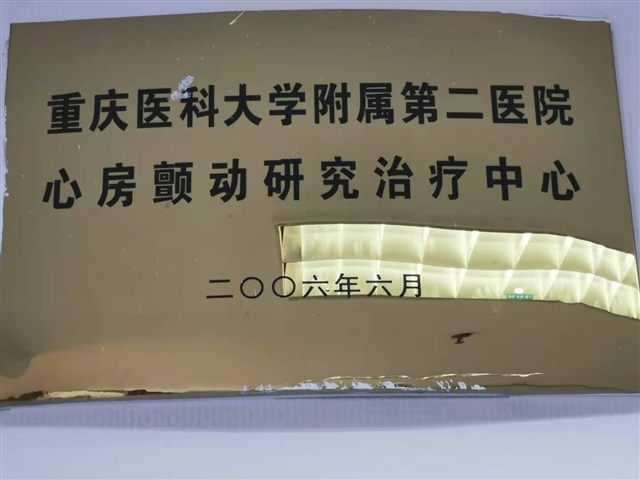 重庆医科大学附属第二医院
心房颤动研究治疗中心
二〇〇六年六月